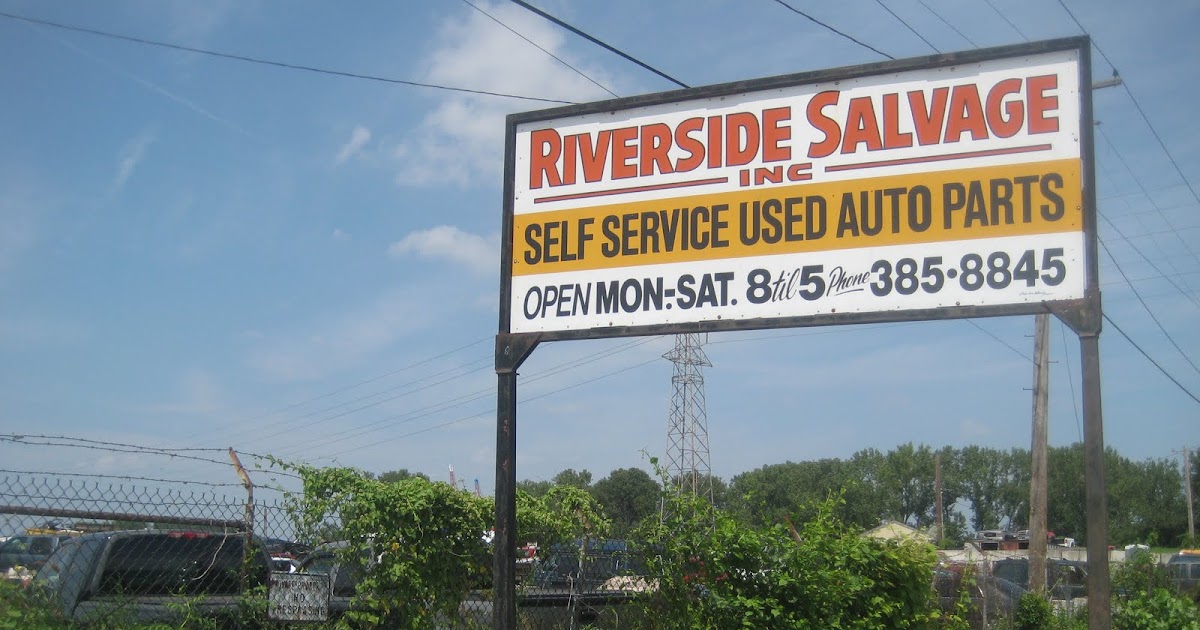 RIVERSIDE SALVAGE
INC
SELF SERVICE USED AUTO PARTS
OPEN MON.-SAT. 8 til 5 Phone 385•8845
NO
TRESPASSING